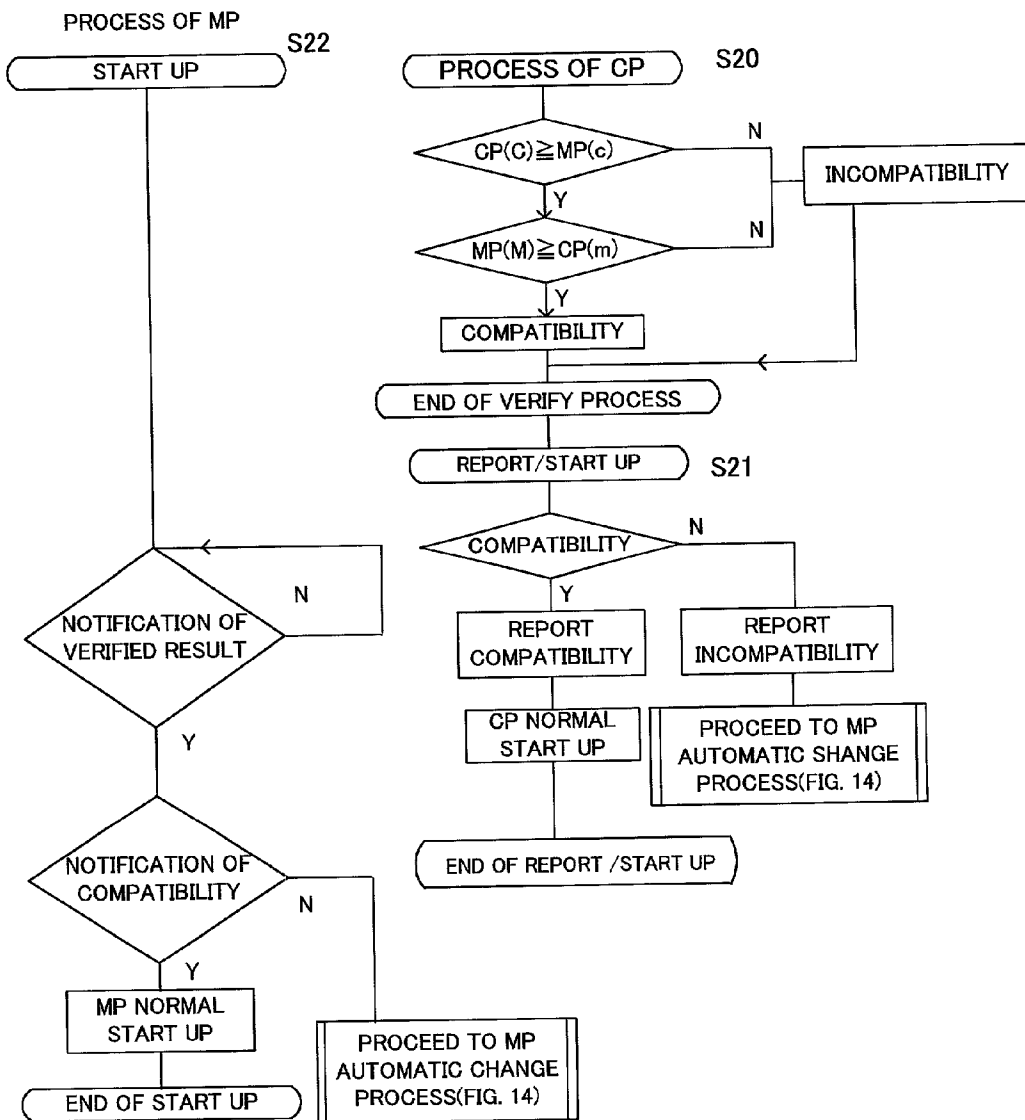 PROCESS OF MP
START UP
S22
NOTIFICATION OF
VERIFIED RESULT
N
Y
NOTIFICATION OF
COMPATIBILITY
N
Y
MP NORMAL
START UP
END OF START UP
PROCEED TO MP
AUTOMATIC CHANGE
PROCESS(FIG. 14)
PROCESS OF CP
S20
CP(C)≧MP(c)
N
Y
INCOMPATIBILITY
MP(M)≧CP(m)
N
Y
COMPATIBILITY
END OF VERIFY PROCESS
REPORT/START UP
S21
COMPATIBILITY
N
Y
REPORT
COMPATIBILITY
REPORT
INCOMPATIBILITY
CP NORMAL
START UP
PROCEED TO MP
AUTOMATIC SHANGE
PROCESS(FIG. 14)
END OF REPORT /START UP